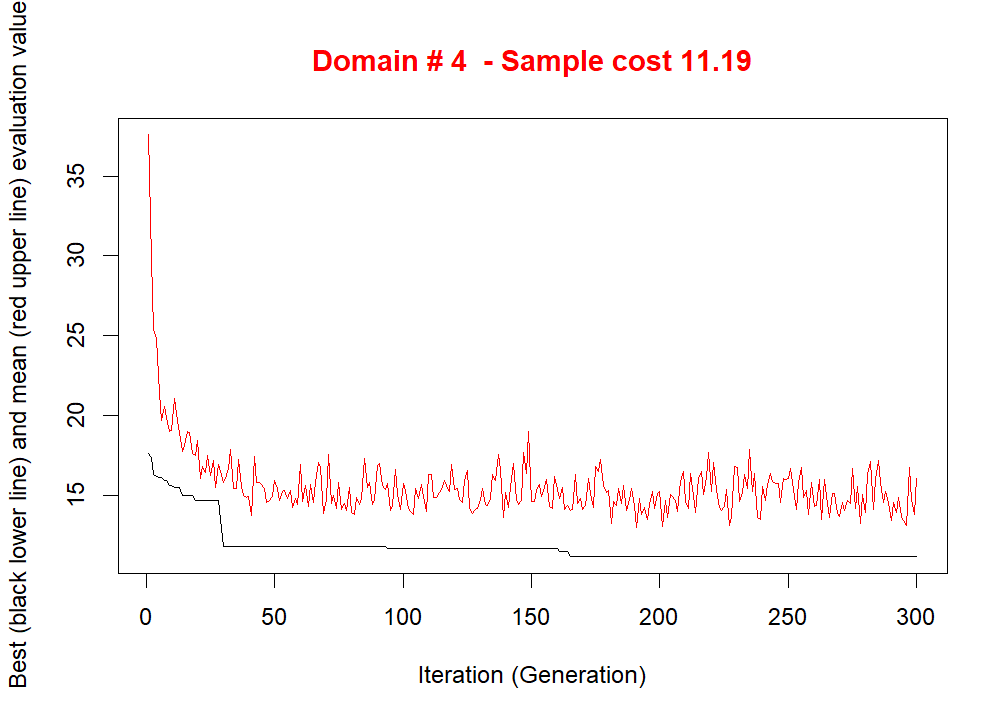 Domain # 4  - Sample cost 11.19
Best (black lower line) and mean (red upper line) evaluation value
35
30
25
20
15
0 50 100 150 200 250 300
Iteration (Generation)